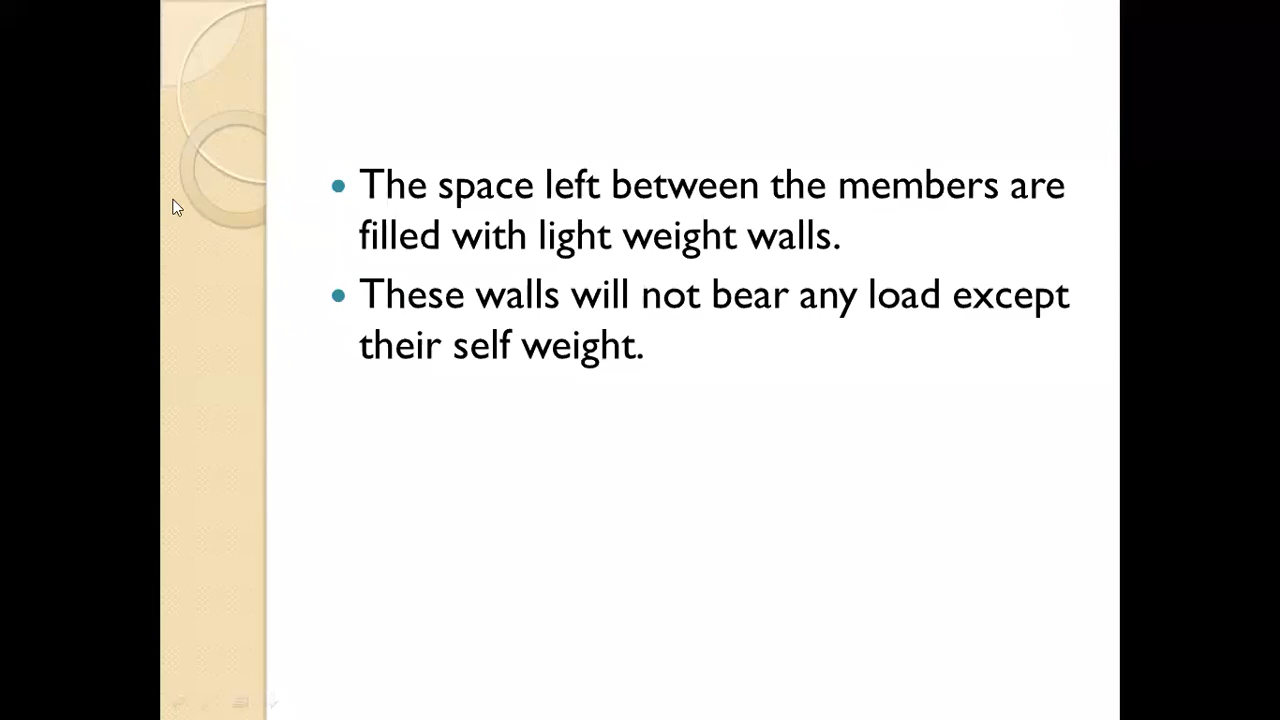 • The space left between the members are
filled with light weight walls.
• These walls will not bear any load except
their self weight.